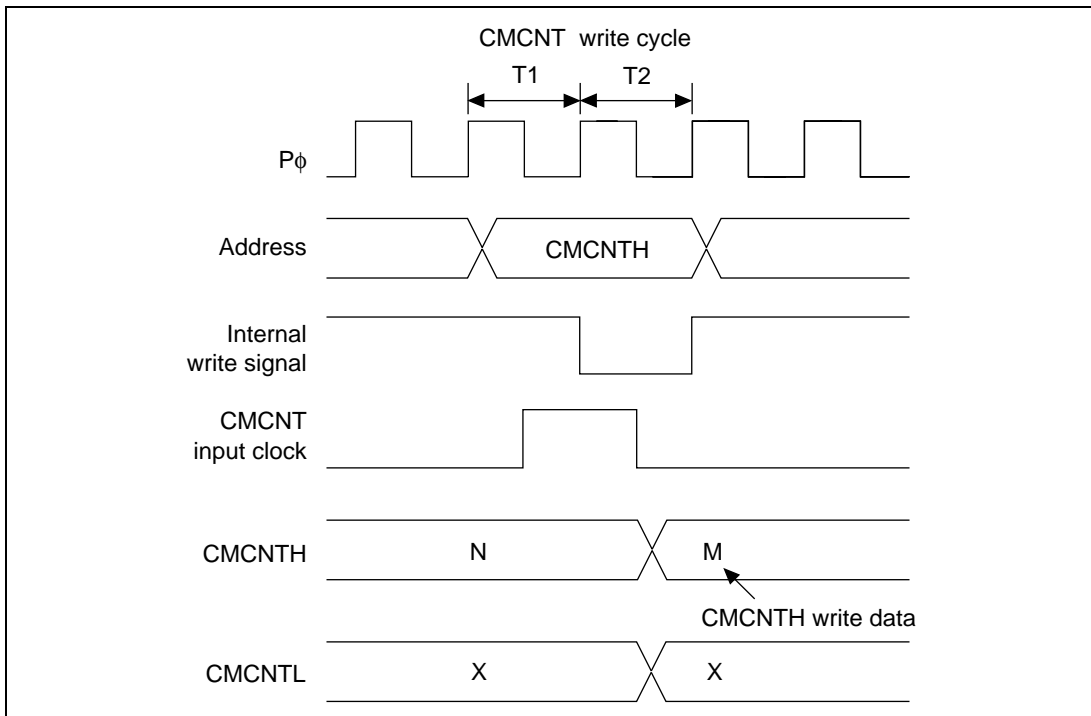 CMCNT write cycle
T1
T2
Pϕ
Address
CMCNTH
Internal
write signal
CMCNT
input clock
CMCNTH
N
M
CMCNTH write data
CMCNTL
X
X